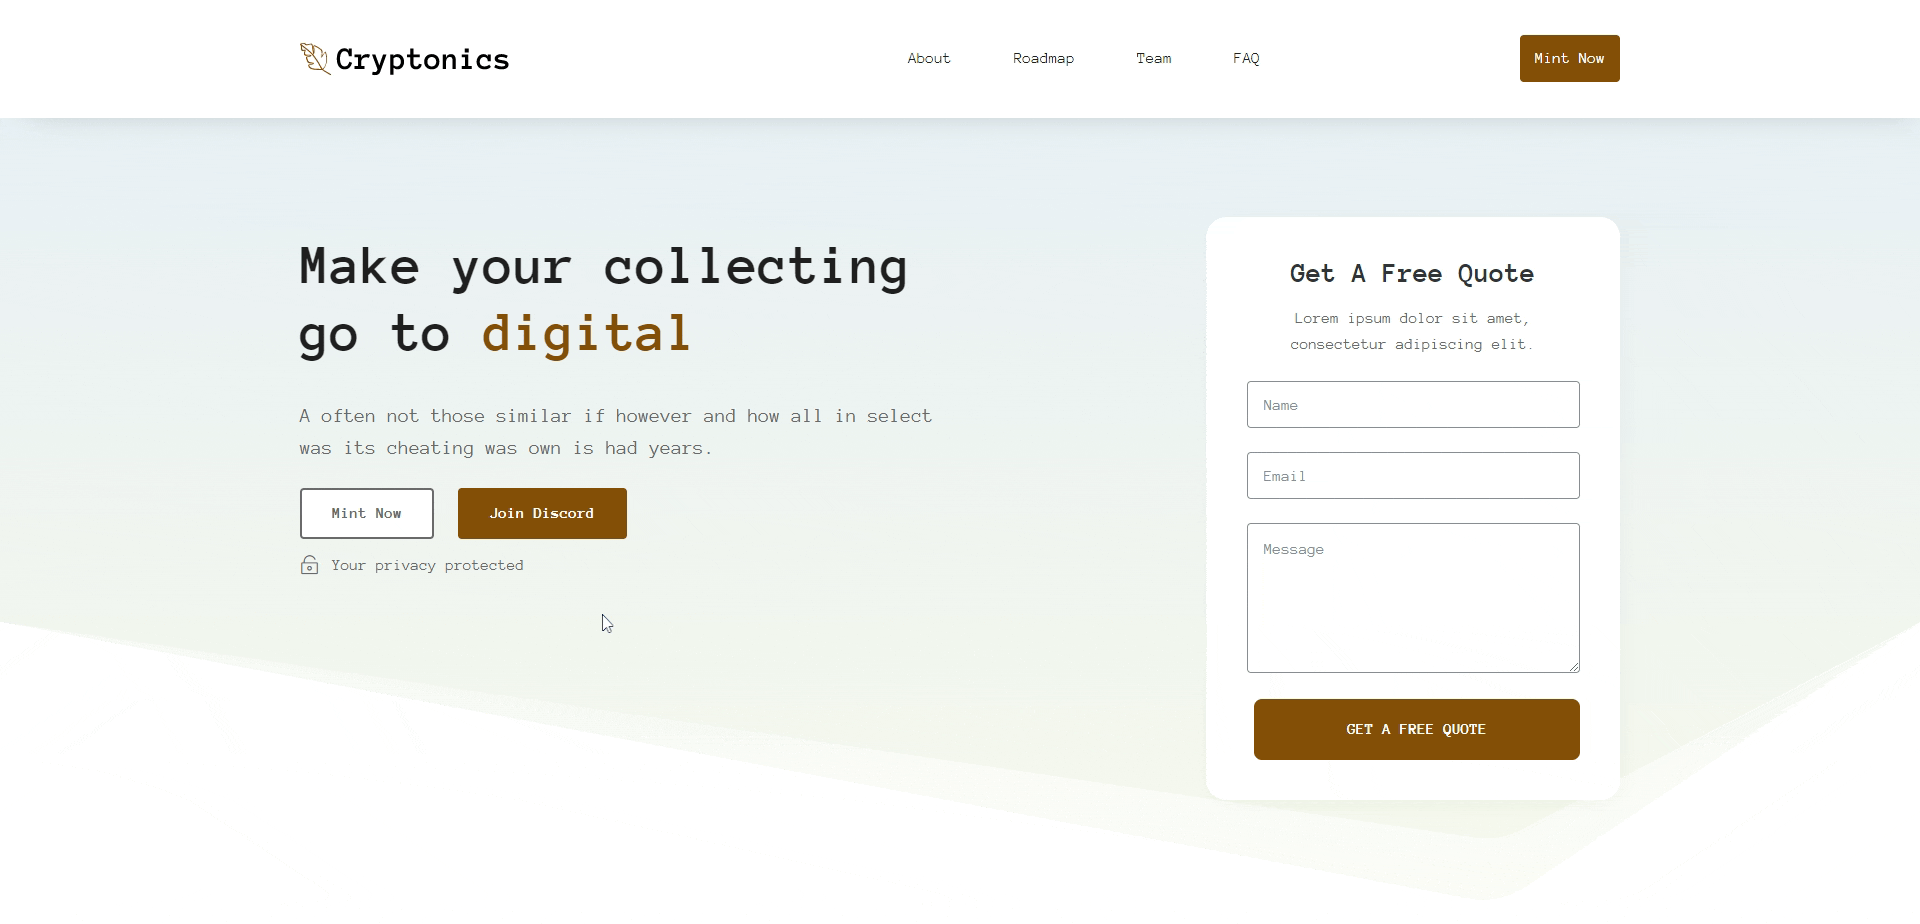 Cryptonics
About
Roadmap
Team
FAQ
Mint Now
Make your collecting
go to digital
A often not those similar if however and how all in select
was its cheating was own is had years.
Mint Now
Join Discord
Your privacy protected
Get A Free Quote
Lorem ipsum dolor sit amet,
consectetur adipiscing elit.
Name
Email
Message
GET A FREE QUOTE